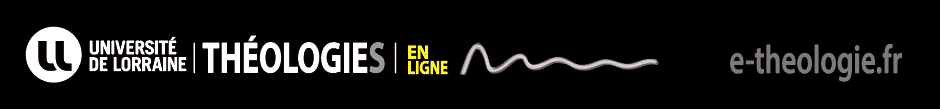 UNIVERSITÉ
DE LORRAINE
THÉOLOGIES
EN
LIGNE
e-theologie.fr